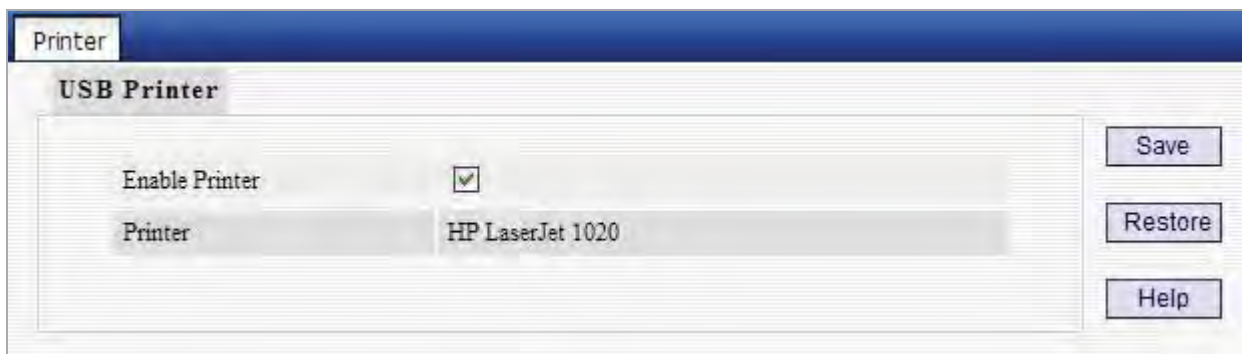 Printer
USB Printer
Enable Printer
Printer HP LaserJet 1020
Save
Restore
Help